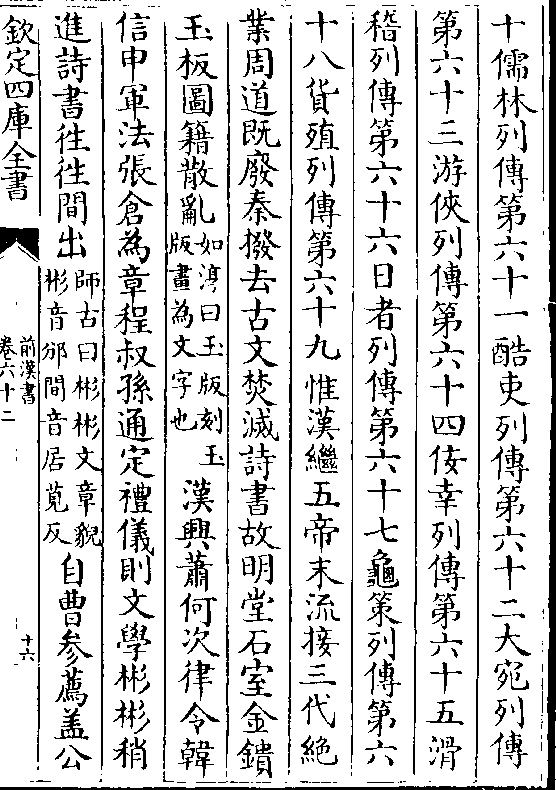 十儒林列傳第六十一酷吏列傳第六十二大宛列傳
第六十三游俠列傳第六十四佞幸列傳第六十五滑
稽列傳第六十六日者列傳第六十七龜策列傳第六
十八貨殖列傳第六十九惟漢繼五帝末流接三代絶
業周道既廢秦撥去古文焚滅詩書故明堂石室金鐀
玉板圖籍散亂如淳曰玉版刻玉版畫為文字也漢興蕭何次律令韓
信申軍法張倉為章程叔孫通定禮儀則文學彬彬稍
進詩書往往間出師古曰彬彬文章貌彬音邠間音居莧反自曹參薦盖公
欽定四庫全書
前漢書
卷六十二
十六